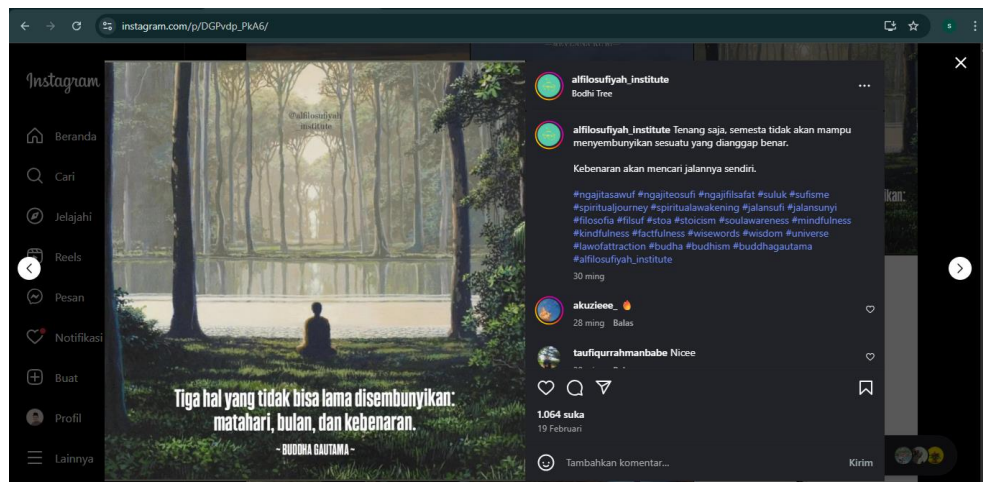 instagram.com/p/DGPvdp_PkA6/
s
Instagram
Beranda
Cari
Jelajahi
Reels
Pesan
Notifikasi
Buat
Profil
Lainnya
@alfilosufiyah
institute
Tiga hal yang tidak bisa lama disembunyikan:
matahari, bulan, dan kebenaran.
~ BUDDHA GAUTAMA ~
alfilosufiyah_institute
Bodhi Tree
alfilosufiyah_institute Tenang saja, semesta tidak akan mampu
menyembunyikan sesuatu yang dianggap benar.
Kebenaran akan mencari jalannya sendiri.
#ngajitasawuf #ngajiteosufi #ngajifilsafat #suluk #sufisme
#spiritualjourney #spiritualawakening #jalansufi #jalansunyi
#filosofia #filsuf #stoa #stoicism #soulawareness #mindfulness
#kindfulness #factfulness #wisewords #wisdom #universe
#lawofattraction #budha #budhism #buddhagautama
#alfilosufiyah_institute
30 ming
akuzieee_ 🔥
28 ming Balas
taufiqurrahmanbabe Nicee
1.064 suka
19 Februari
Tambahkan komentar...
Kirim
ikan: